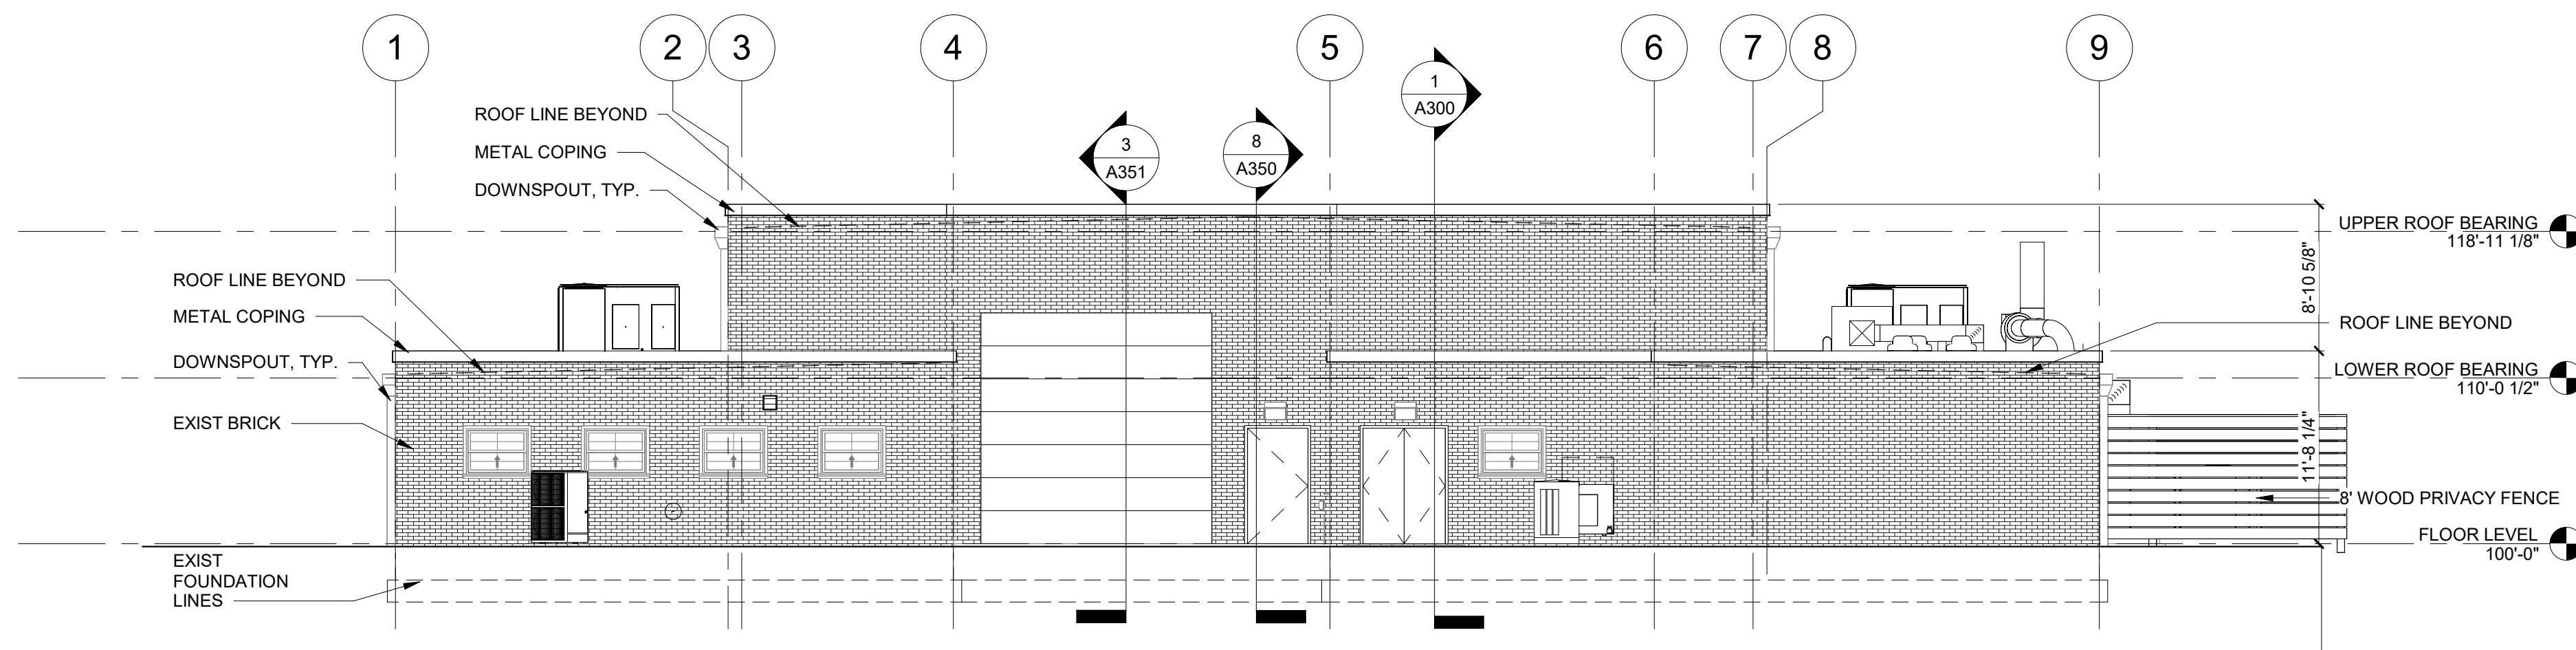 1
2
3
4
5
6
7
8
9
1
A300
3
A351
8
A350
ROOF LINE BEYOND
METAL COPING
DOWNSPOUT, TYP.
UPPER ROOF BEARING
118'-11 1/8"
8'-10 5/8"
ROOF LINE BEYOND
METAL COPING
DOWNSPOUT, TYP.
EXIST BRICK
ROOF LINE BEYOND
LOWER ROOF BEARING
110'-0 1/2"
11'-8 1/4"
8' WOOD PRIVACY FENCE
FLOOR LEVEL
100'-0"
EXIST
FOUNDATION
LINES